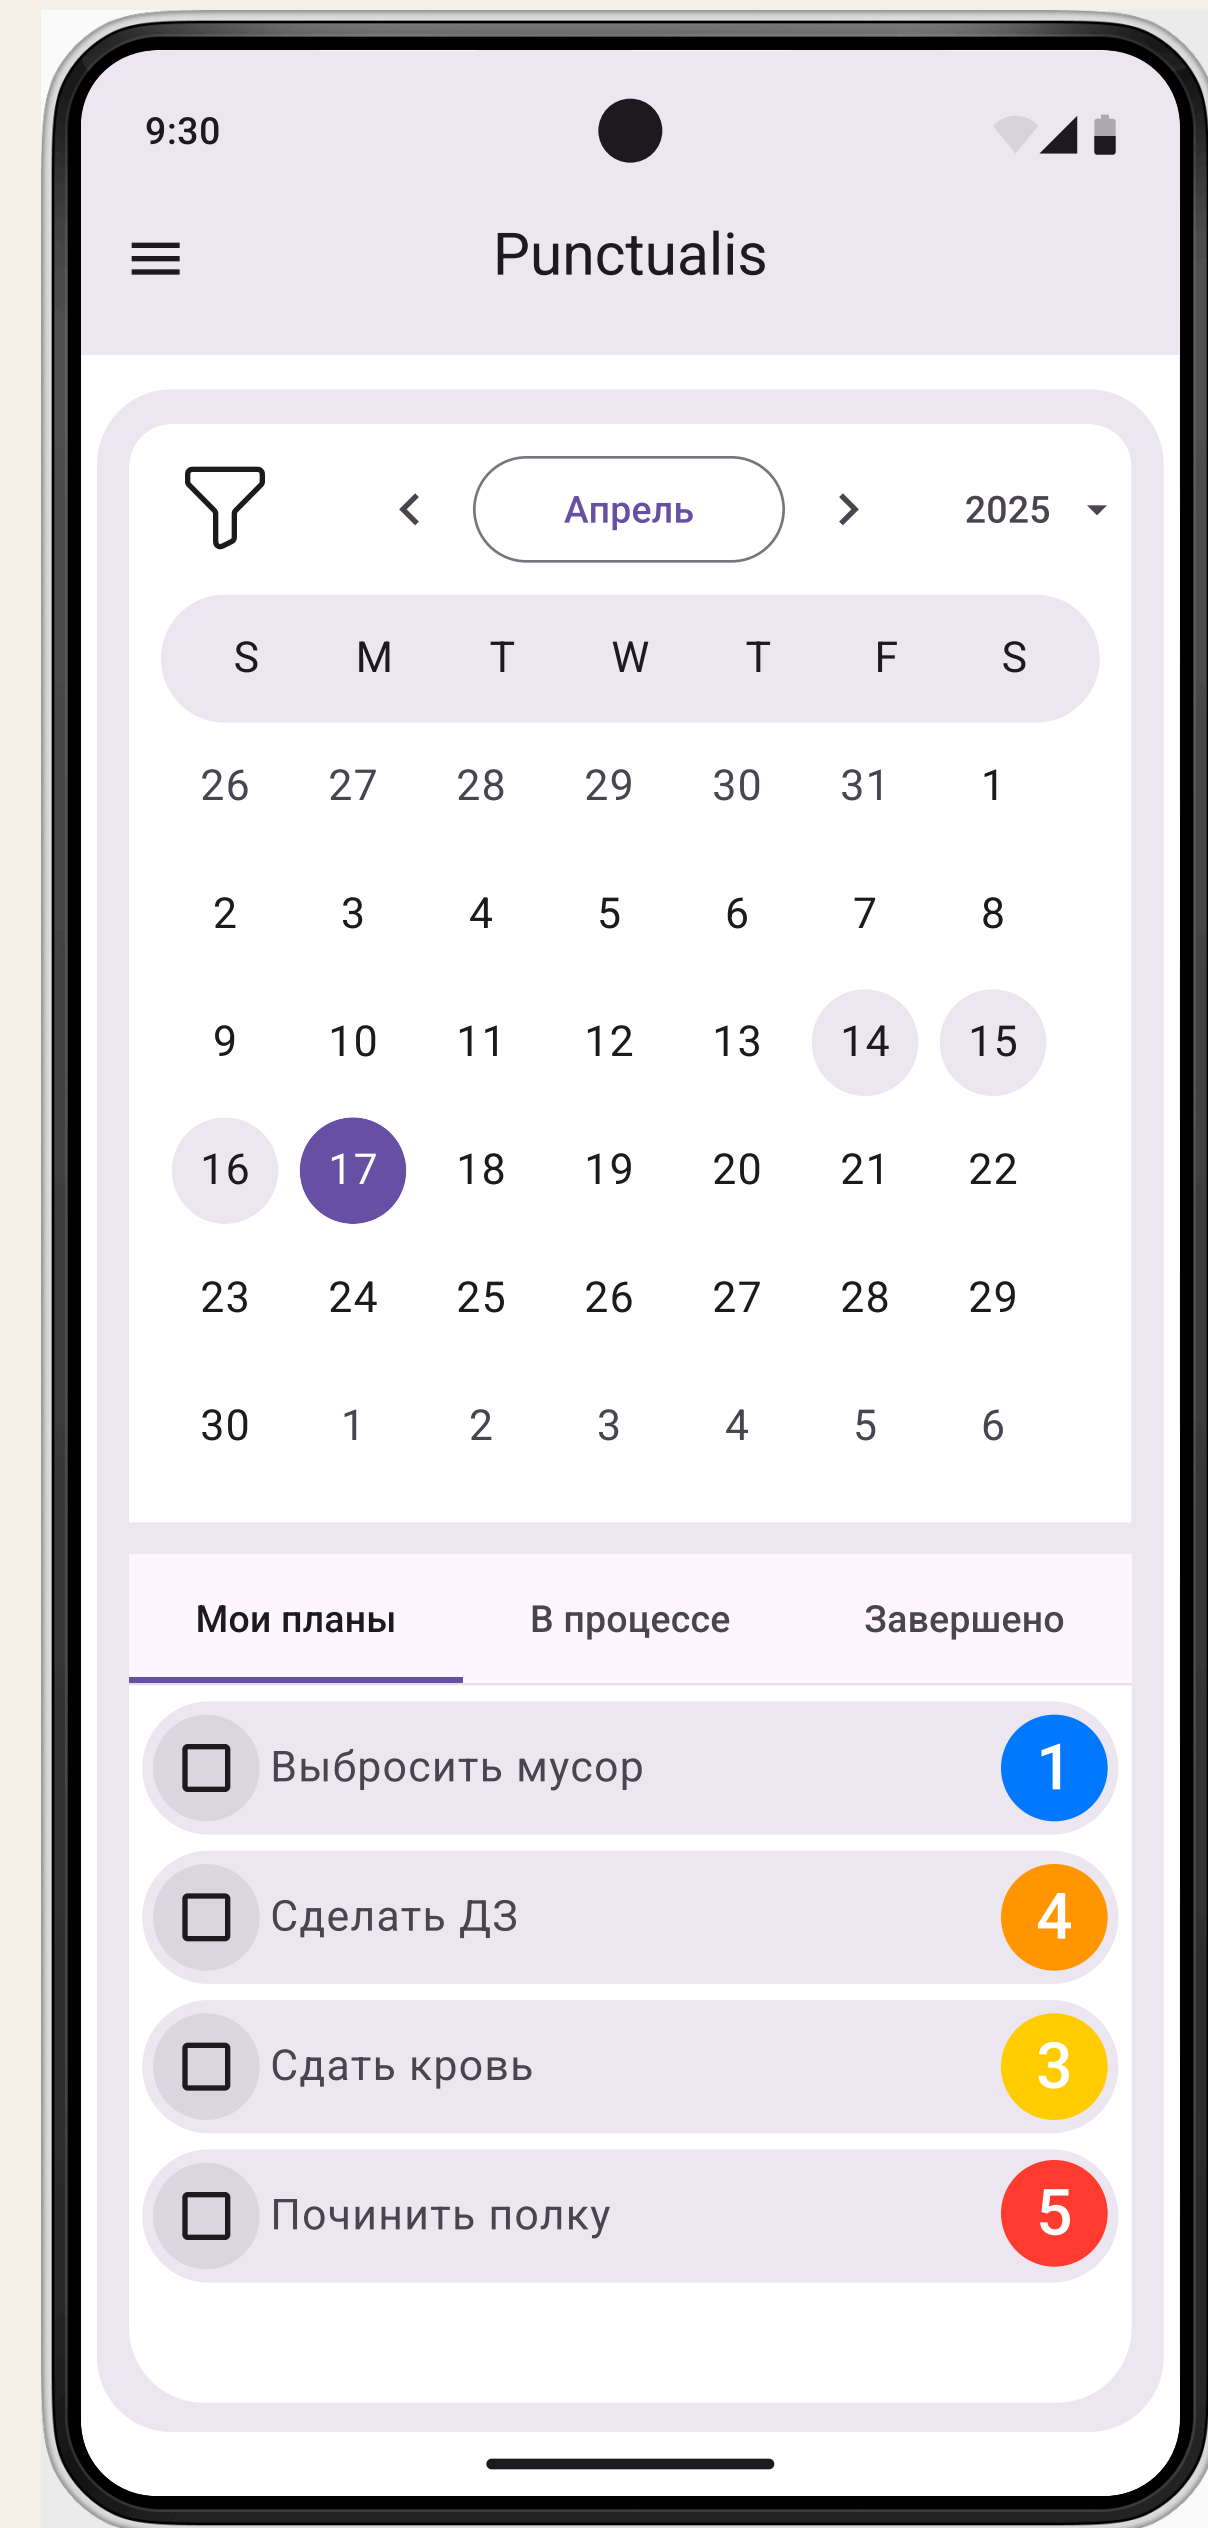 9:30
Punctualis
Апрель 2025
S M T W T F S
26 27 28 29 30 31 1
2 3 4 5 6 7 8
9 10 11 12 13 14 15
16 17 18 19 20 21 22
23 24 25 26 27 28 29
30 1 2 3 4 5 6
Мои планы В процессе Завершено
Выбросить мусор 1
Сделать ДЗ 4
Сдать кровь 3
Починить полку 5